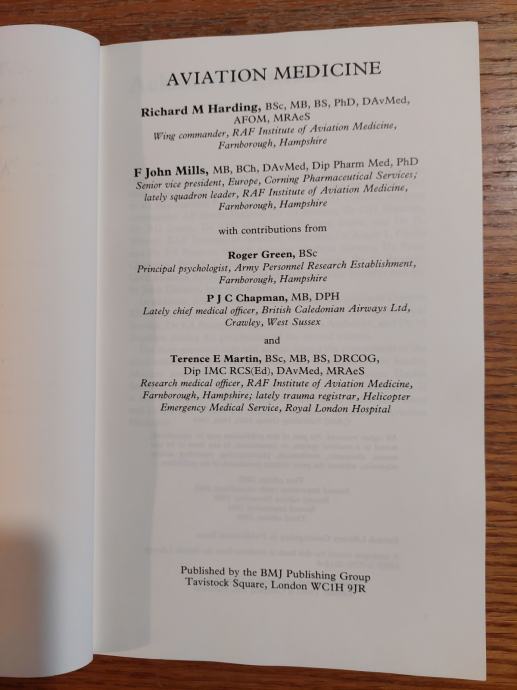 AVIATION MEDICINE
Richard M Harding, BSc, MB, BS, PhD, DAvMed,
AFOM, MRAeS
Wing commander, RAF Institute of Aviation Medicine,
Farnborough, Hampshire
F John Mills, MB, BCh, DAvMed, Dip Pharm Med, PhD
Senior vice president, Europe, Corning Pharmaceutical Services;
lately squadron leader, RAF Institute of Aviation Medicine,
Farnborough, Hampshire
with contributions from
Roger Green, BSc
Principal psychologist, Army Personnel Research Establishment,
Farnborough, Hampshire
P J C Chapman, MB, DPH
Lately chief medical officer, British Caledonian Airways Ltd,
Crawley, West Sussex
and
Terence E Martin, BSc, MB, BS, DRCOG,
Dip IMC RCS(Ed), DAvMed, MRAeS
Research medical officer, RAF Institute of Aviation Medicine,
Farnborough, Hampshire; lately trauma registrar, Helicopter
Emergency Medical Service, Royal London Hospital
Published by the BMJ Publishing Group
Tavistock Square, London WC1H 9JR